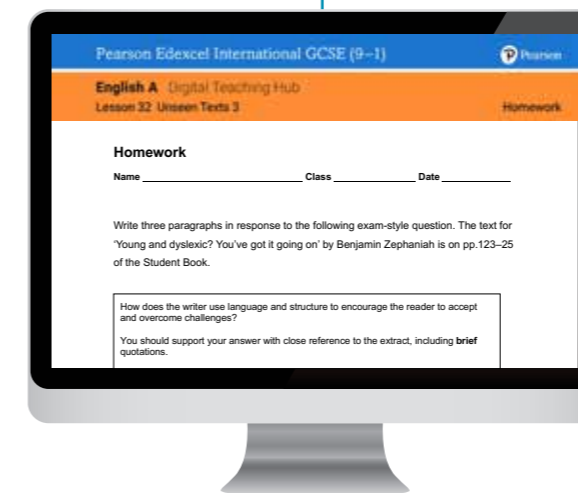 Pearson Edexcel International GCSE (9–1)
Pearson
English A Digital Teaching Hub
Lesson 32 Unseen Texts 3
Homework
Homework
Name Class Date
Write three paragraphs in response to the following exam-style question. The text for
'Young and dyslexic? You've got it going on' by Benjamin Zephaniah is on pp.123–25
of the Student Book.
How does the writer use language and structure to encourage the reader to accept
and overcome challenges?
You should support your answer with close reference to the extract, including brief
quotations.